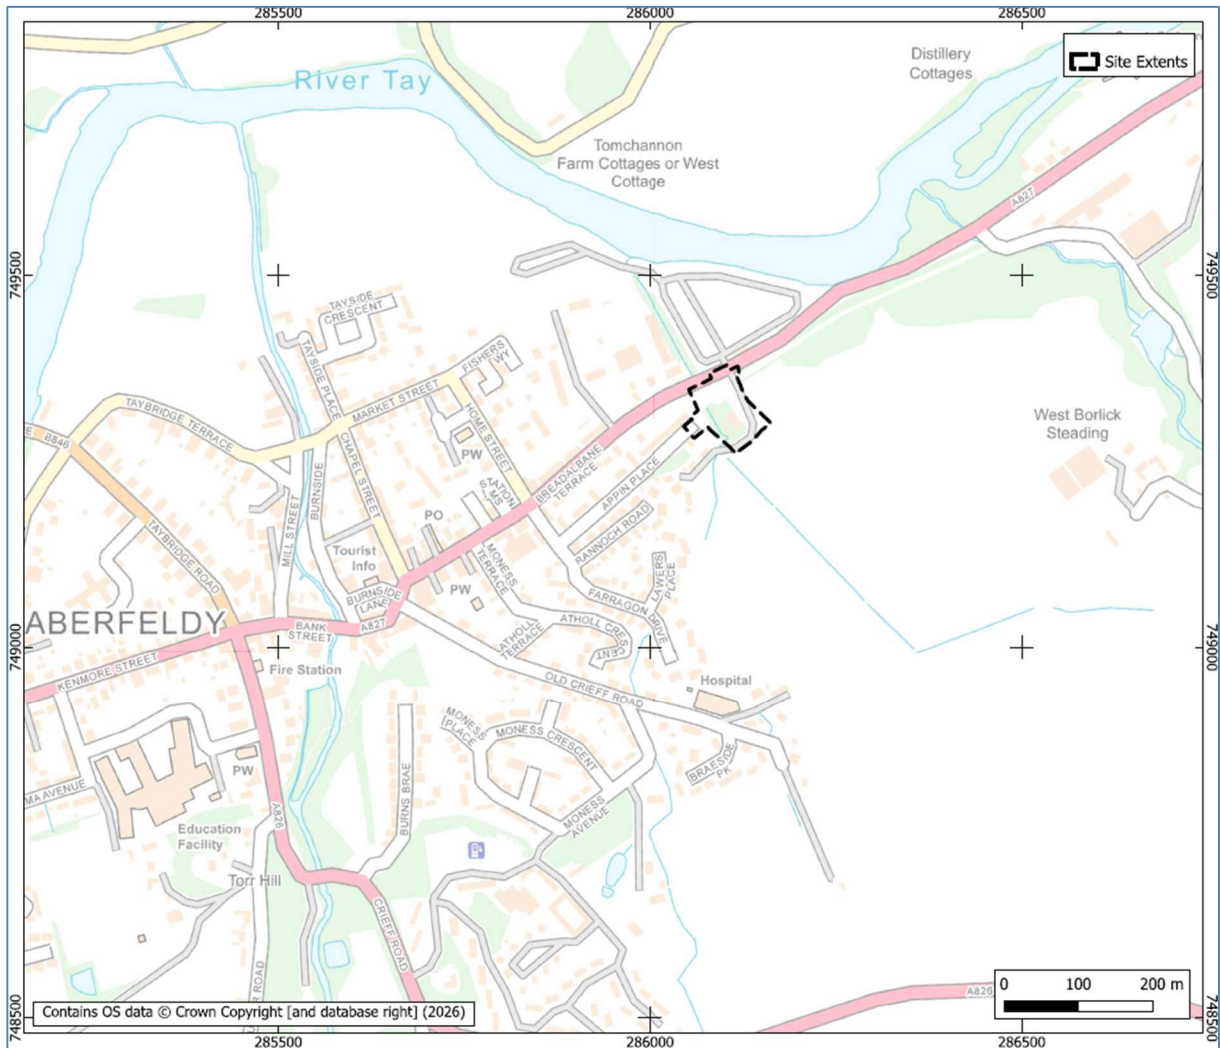 285500
286000
286500
Site Extents
Distillery
Cottages
River Tay
Tomchannon
Farm Cottages or West
Cottage
A827
749500
749500
TAYSIDE
CRESCENT
TAYSIDE PLACE
FISHERS
WY
MARKET STREET
TAYBRIDGE TERRACE
HOME STREET
West Borlick
Steading
B846
CHAPEL STREET
PW
BREADALBANE
TERRACE
APPIN PLACE
BURNSIDE
MILL STREET
STATION
MS
PO
RANNOCH ROAD
TAYBRIDGE ROAD
Tourist
Info
MONESS
TERRACE
LAWERS
PLACE
BURNSIDE
LANE
PW
FARRAGON DRIVE
ABERFELDY
BANK
STREET
A827
ATHOLL
TERRACE
ATHOLL CRES
CENT
749000
749000
KENMORE STREET
Fire Station
OLD CRIEFF ROAD
Hospital
MONESS
PLACE
MONESS CRESCENT
BRAESIDE
PK
PW
MA AVENUE
A826
BURNS BRAE
MONESS
AVENUE
Education
Facility
Torr Hill
CRIEFF ROAD
R ROAD
A826
0
100
200 m
Contains OS data © Crown Copyright [and database right] (2026)
748500
748500
285500
286000
286500